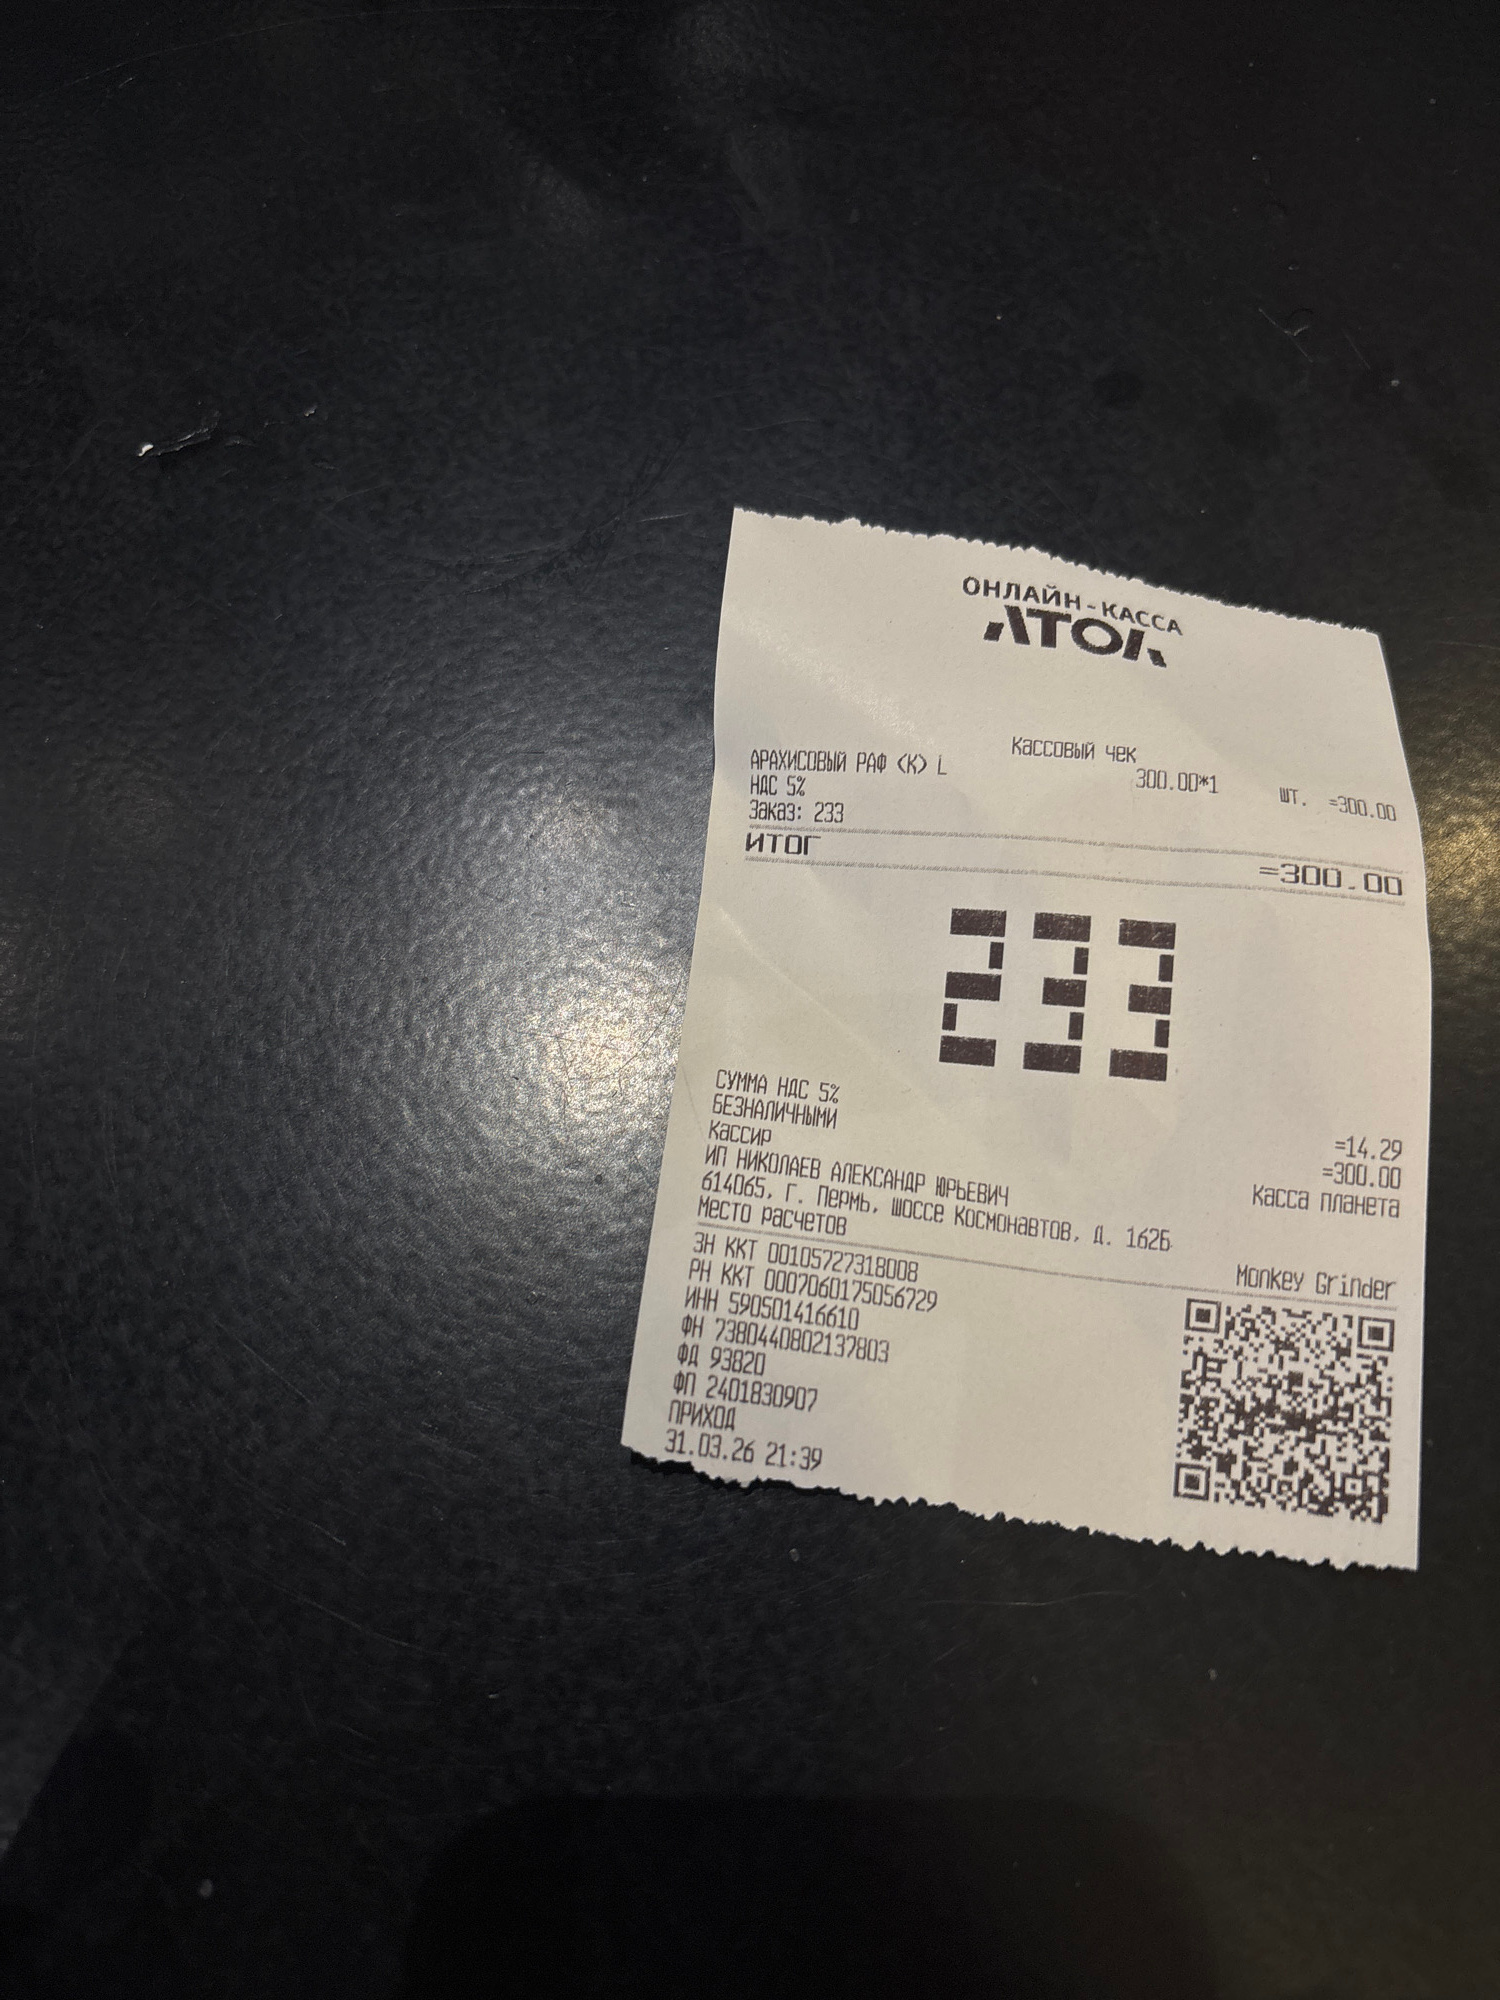 ОНЛАЙН-КАССА
АТОЛ
Кассовый чек
АРАХИСОВЫЙ РАФ (К) L 300.00*1 шт. =300.00
НДС 5%
Заказ: 233
ИТОГ =300.00
233
СУММА НДС 5% =14.29
БЕЗНАЛИЧНЫМИ =300.00
Кассир Касса планета
ИП НИКОЛАЕВ АЛЕКСАНДР ЮРЬЕВИЧ
614065, Г. Пермь, шоссе Космонавтов, Д. 162Б
Место расчетов Monkey Grinder
ЗН ККТ 00105727318008
РН ККТ 0007060175056729
ИНН 590501416610
ФН 7380440802137803
ФД 93820
ФП 2401830907
ПРИХОД
31.03.26 21:39